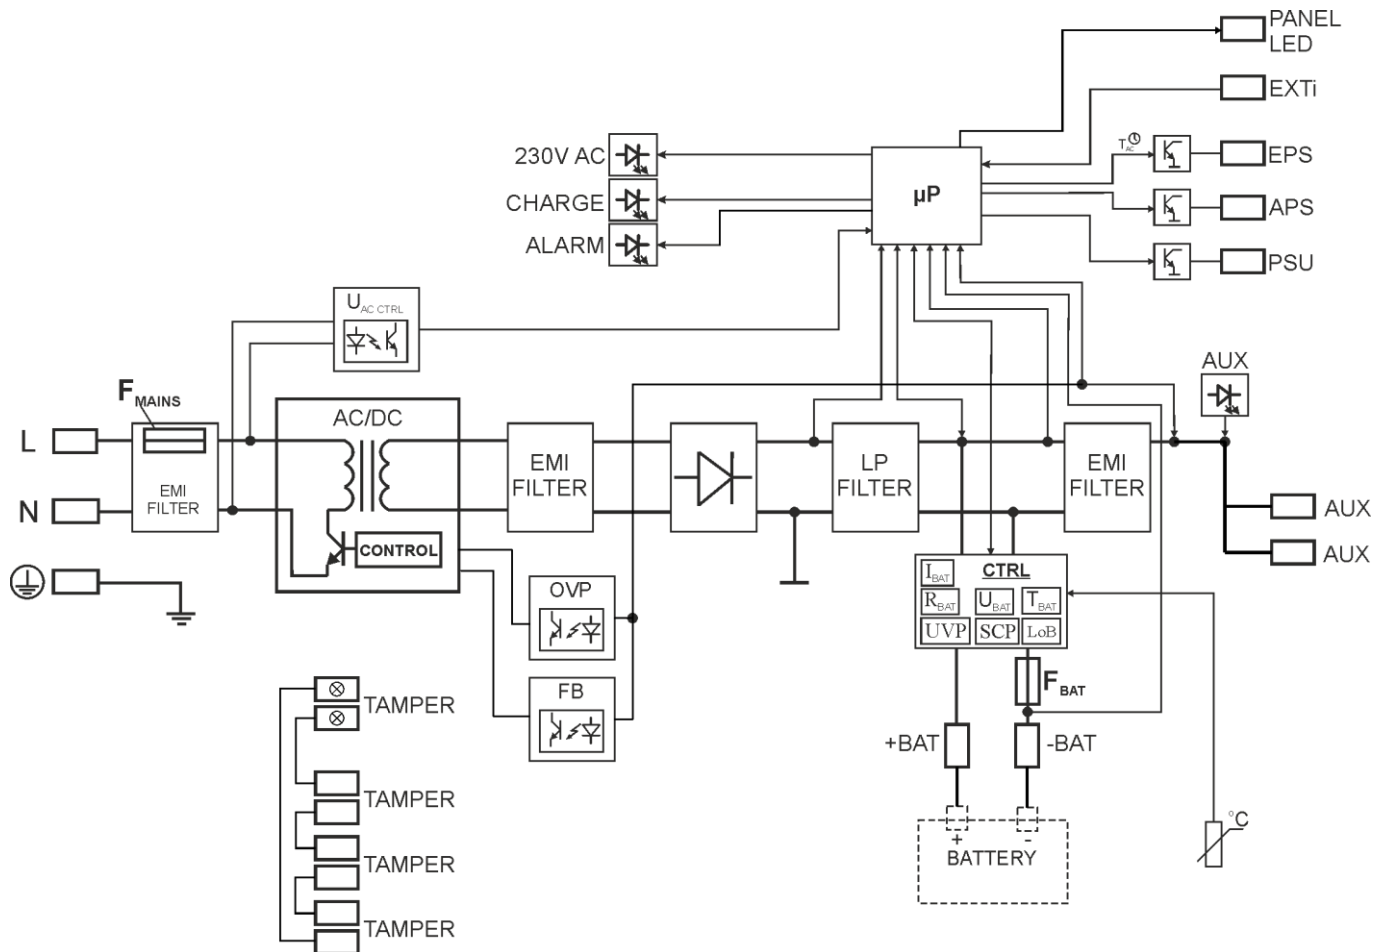 PANEL
LED
EXTi
T AC
EPS
230V AC
µP
CHARGE
APS
ALARM
PSU
U AC CTRL
AUX
F MAINS
AC/DC
L
EMI
FILTER
LP
FILTER
EMI
FILTER
EMI
FILTER
N
AUX
CONTROL
AUX
CTRL
I BAT
R BAT
U BAT
T BAT
OVP
UVP
SCP
LoB
F BAT
FB
TAMPER
+BAT
-BAT
TAMPER
°C
+
-
BATTERY
TAMPER
TAMPER